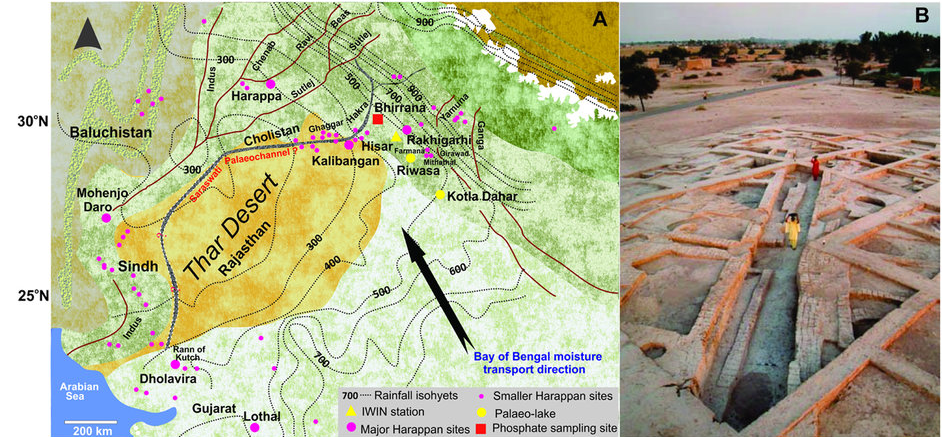 A
B
900
Beas
Ravi
Sutlej
Chenab
Indus
300
Harappa
Sutlej
500
700
900
Yamuna
Bhirrana
30°N
Baluchistan
Cholistan
Ghaggar-Hakra
Hisar
Rakhigarhi
Ganga
Saraswati Palaeochannel ?
Kalibangan
Farmana
Girawad
Mitathal
Riwasa
300
Mohenjo
Daro
Kotla Dahar
Thar Desert
Rajasthan
?
300
400
Sindh
600
500
25°N
?
Indus
700
Bay of Bengal moisture
transport direction
Rann of
Kutch
Dholavira
Arabian
Sea
Gujarat
Lothal
200 km
700 Rainfall isohyets
Smaller Harappan sites
IWIN station
Palaeo-lake
Major Harappan sites
Phosphate sampling site